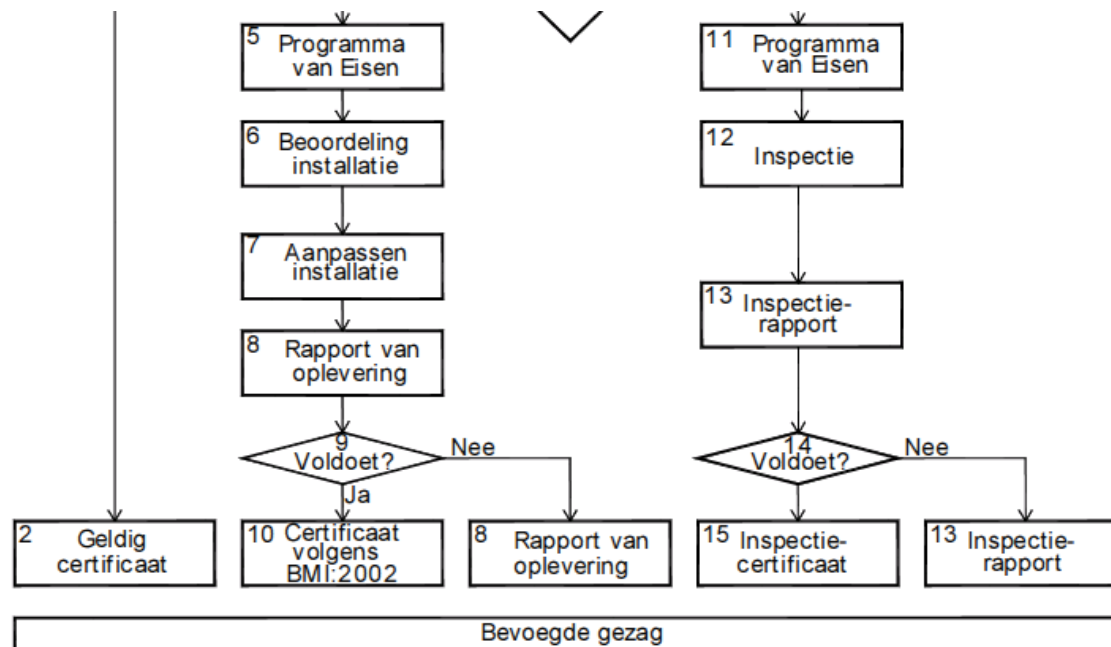 5 Programma
van Eisen
11 Programma
van Eisen
6 Beoordeling
installatie
12 Inspectie
7 Aanpassen
installatie
13 Inspectie-
rapport
8 Rapport van
oplevering
9
Voldoet?
Nee
Ja
14
Voldoet?
Nee
2 Geldig
certificaat
10 Certificaat
volgens
BMI:2002
8 Rapport van
oplevering
15 Inspectie-
certificaat
13 Inspectie-
rapport
Bevoegde gezag